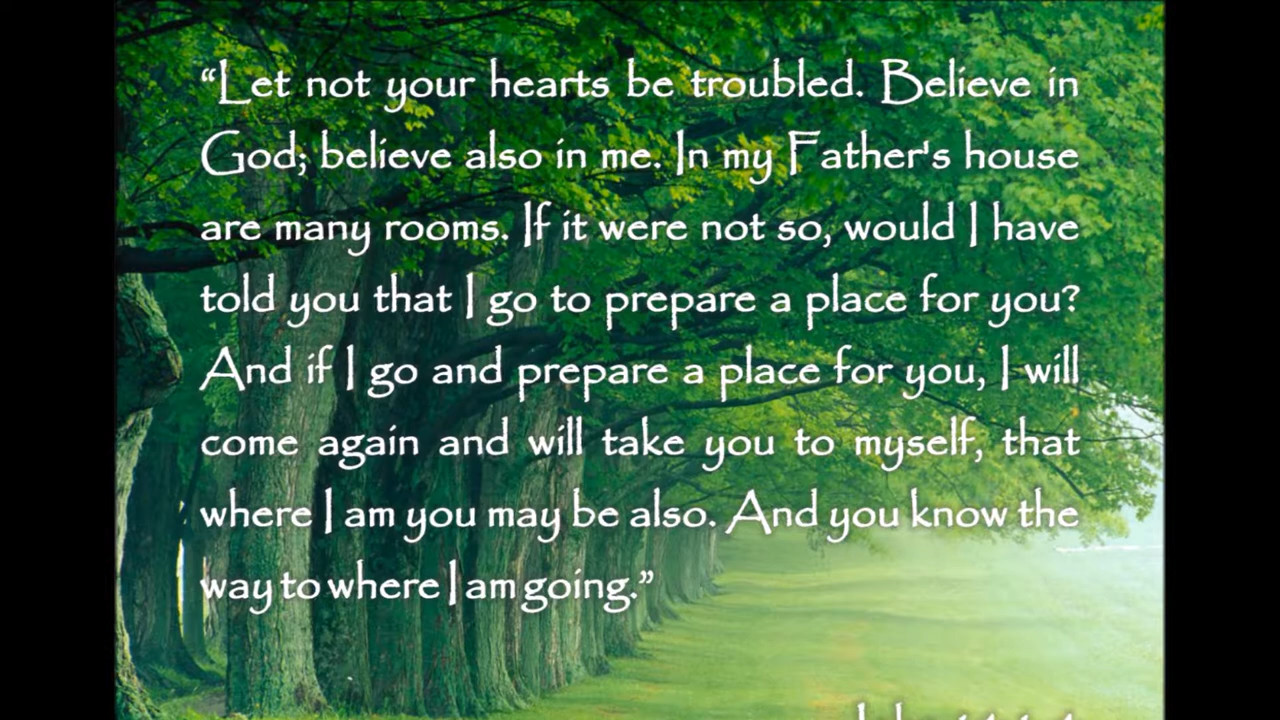 “Let not your hearts be troubled. Believe in
God; believe also in me. In my Father's house
are many rooms. If it were not so, would I have
told you that I go to prepare a place for you?
And if I go and prepare a place for you, I will
come again and will take you to myself, that
where I am you may be also. And you know the
way to where I am going.”